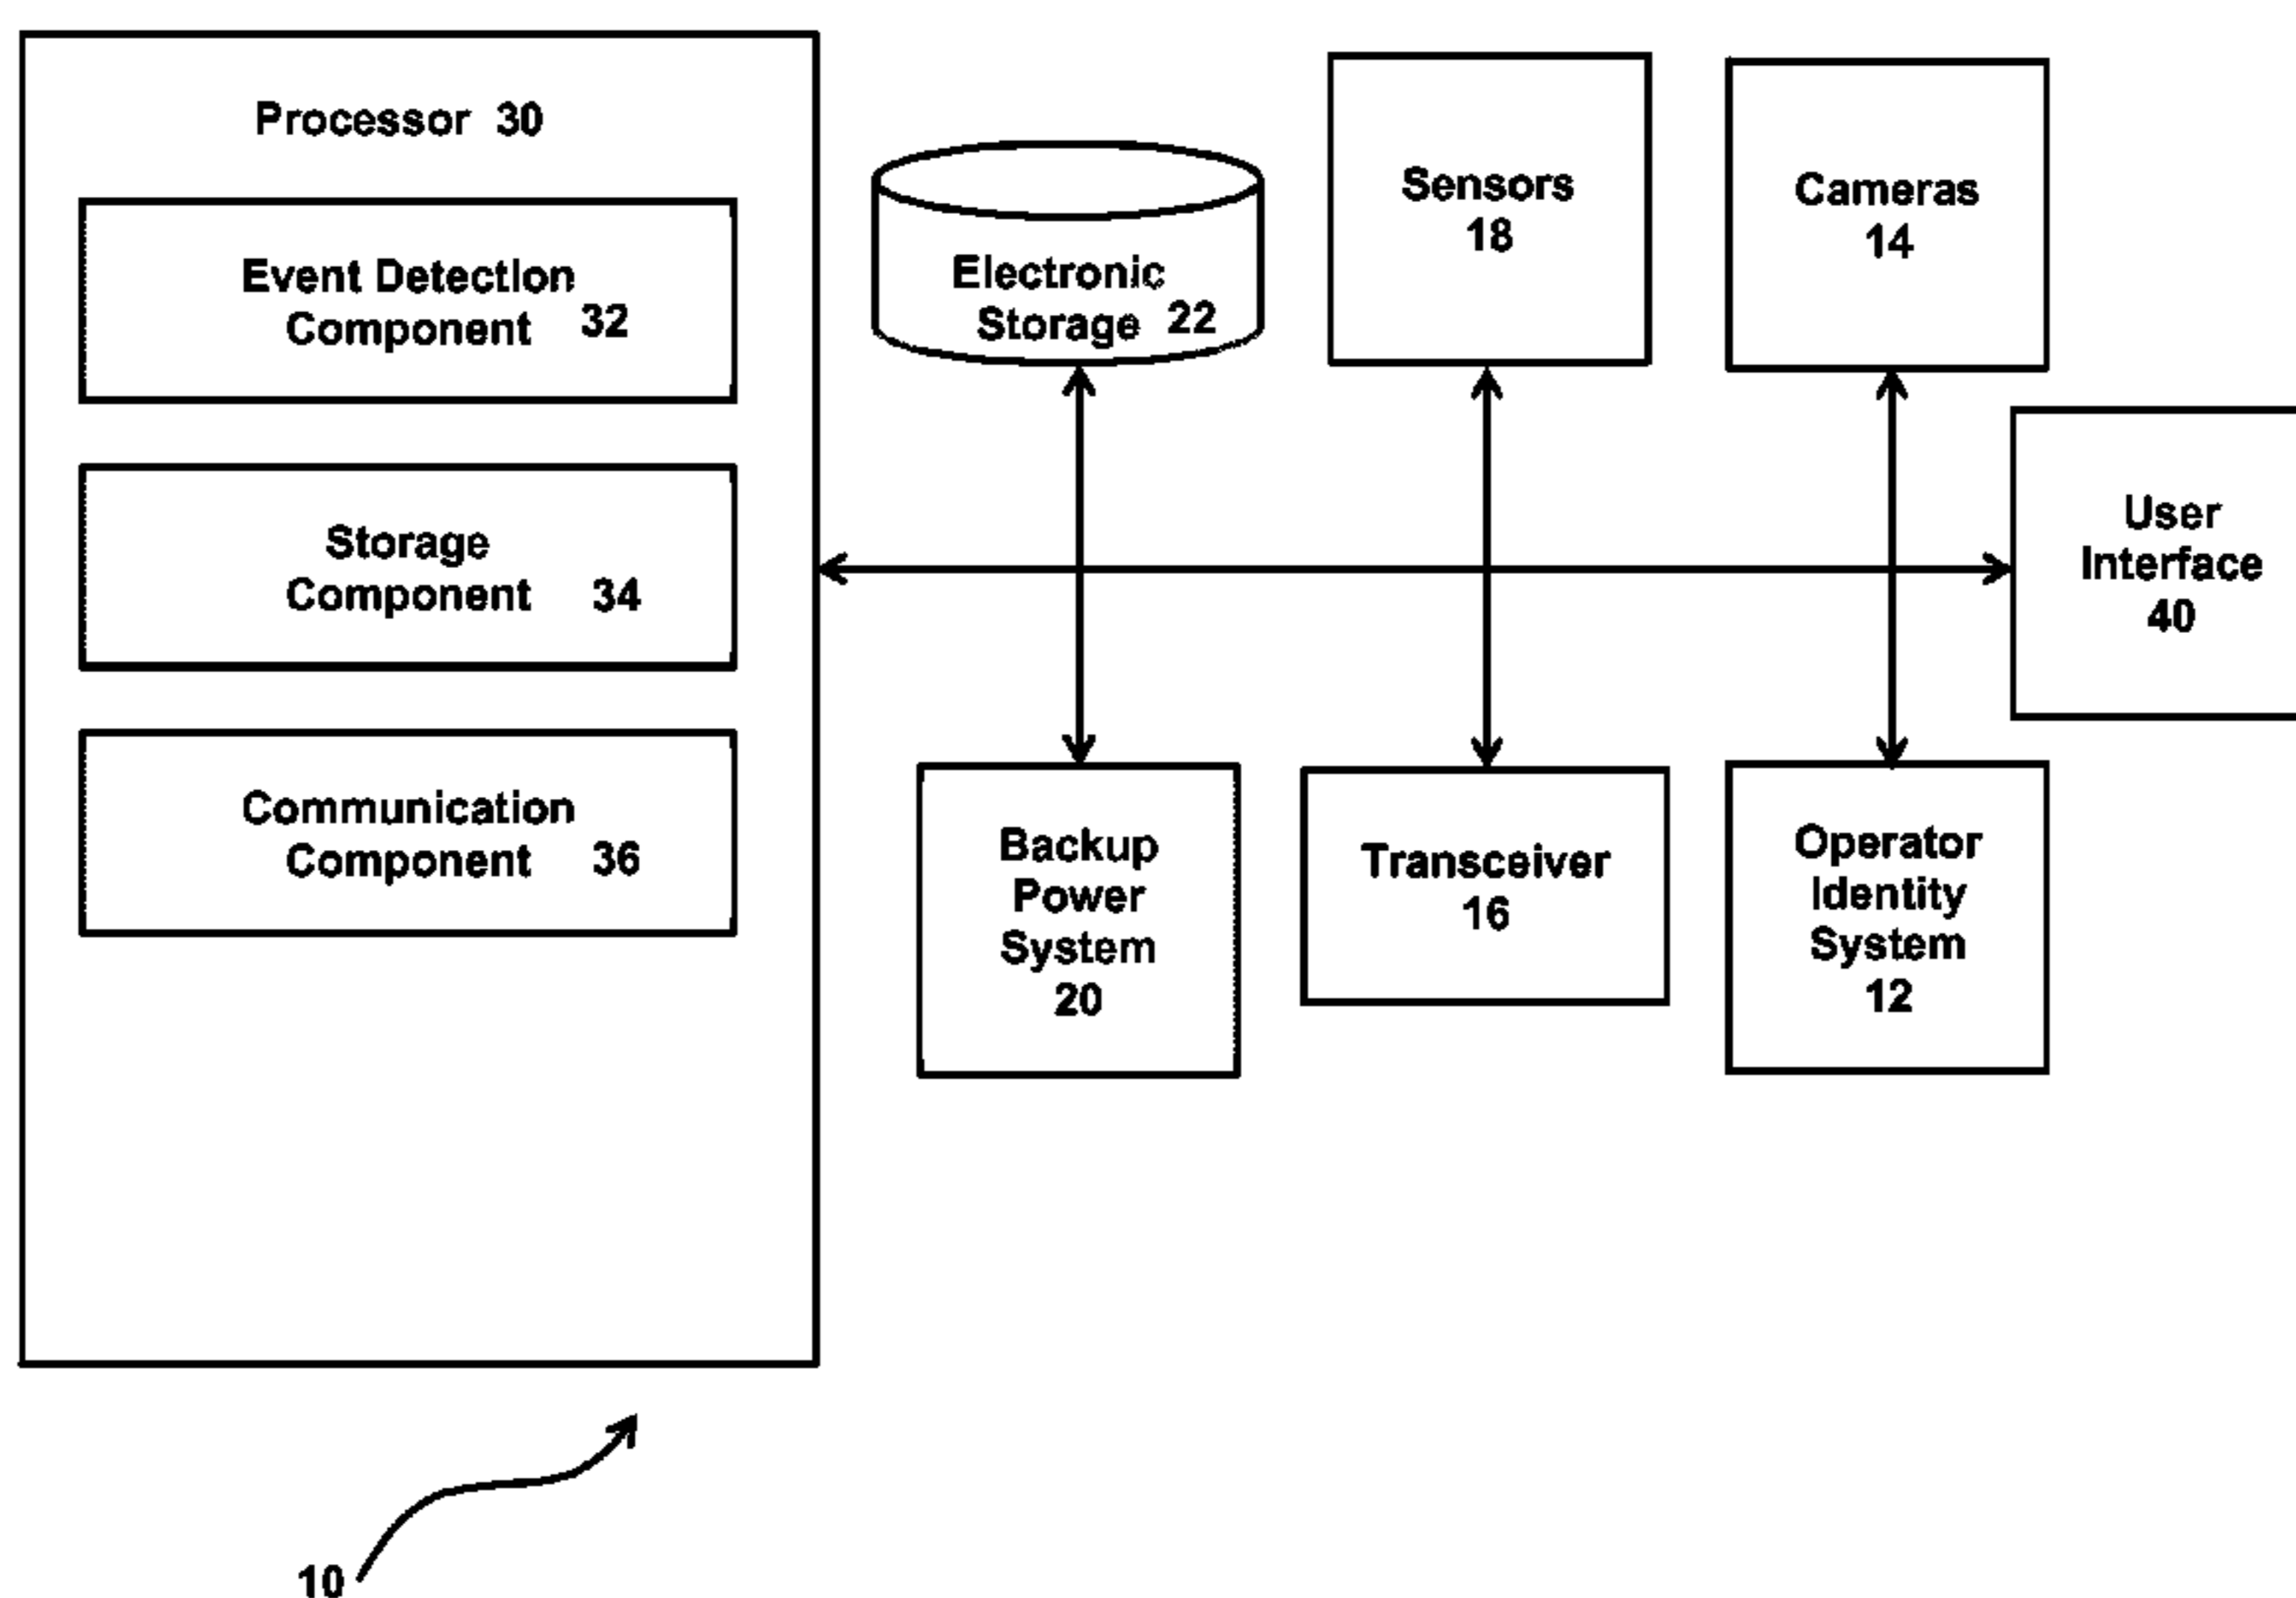 Processor 30
Event Detection
Component 32
Storage
Component 34
Communication
Component 36
Electronic
Storage 22
Sensors
18
Cameras
14
User
Interface
40
Backup
Power
System
20
Transceiver
16
Operator
Identity
System
12
10